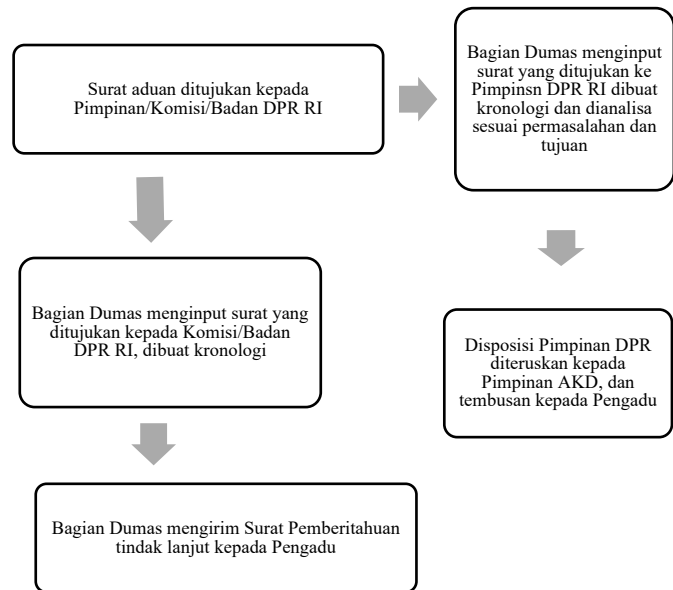 Surat aduan ditujukan kepada
Pimpinan/Komisi/Badan DPR RI
Bagian Dumas menginput
surat yang ditujukan ke
Pimpinsn DPR RI dibuat
kronologi dan dianalisa
sesuai permasalahan dan
tujuan
Bagian Dumas menginput surat yang
ditujukan kepada Komisi/Badan
DPR RI, dibuat kronologi
Disposisi Pimpinan DPR
diteruskan kepada
Pimpinan AKD, dan
tembusan kepada Pengadu
Bagian Dumas mengirim Surat Pemberitahuan
tindak lanjut kepada Pengadu